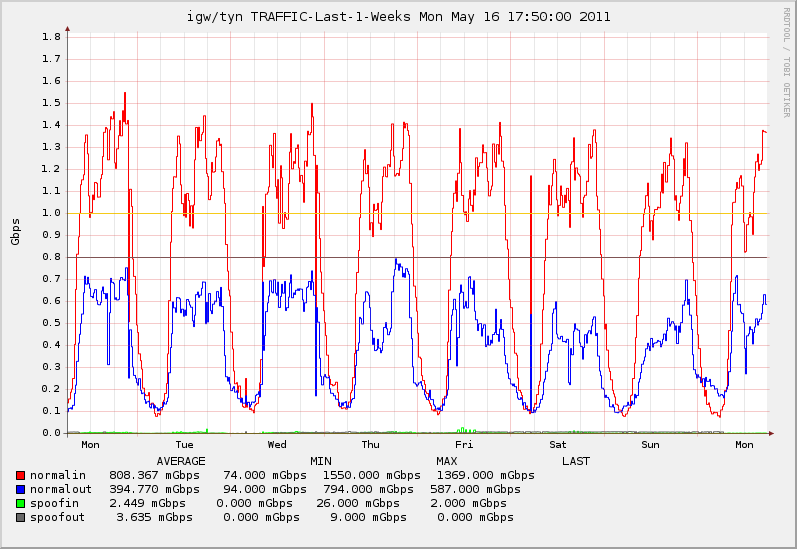 igw/tyn TRAFFIC-Last-1-Weeks Mon May 16 17:50:00 2011
RRDTOOL / TOBI OETIKER
Gbps
1.8
1.7
1.6
1.5
1.4
1.3
1.2
1.1
1.0
0.9
0.8
0.7
0.6
0.5
0.4
0.3
0.2
0.1
0.0
Mon Tue Wed Thu Fri Sat Sun Mon
AVERAGE MIN MAX LAST
normalin 808.367 mGbps 74.000 mGbps 1550.000 mGbps 1369.000 mGbps
normalout 394.770 mGbps 94.000 mGbps 794.000 mGbps 587.000 mGbps
spoofin 2.449 mGbps 0.000 mGbps 26.000 mGbps 2.000 mGbps
spoofout 3.635 mGbps 0.000 mGbps 9.000 mGbps 0.000 mGbps